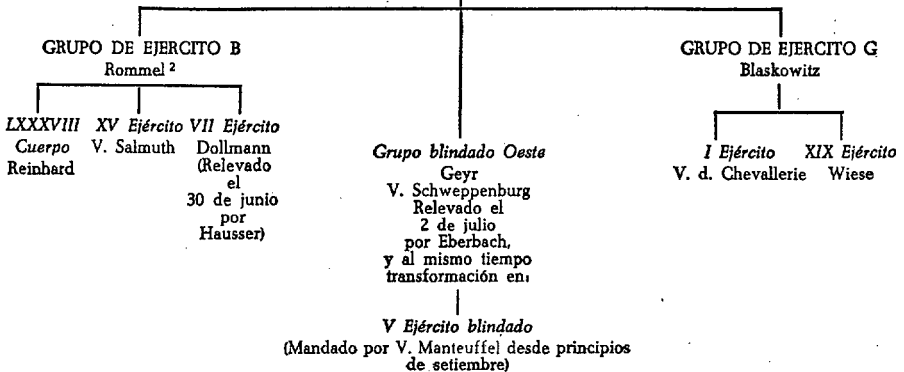 GRUPO DE EJERCITO B
Rommel 2
LXXXVIII
Cuerpo
Reinhard
XV Ejército
V. Salmuth
VII Ejército
Dollmann
(Relevado
el
30 de junio
por
Hausser)
Grupo blindado Oeste
Geyr
V. Schweppenburg
Relevado el
2 de julio
por Eberbach,
y al mismo tiempo
transformación en:
V Ejército blindado
(Mandado por V. Manteuffel desde principios
de setiembre)
GRUPO DE EJERCITO G
Blaskowitz
I Ejército
V. d. Chevallerie
XIX Ejército
Wiese